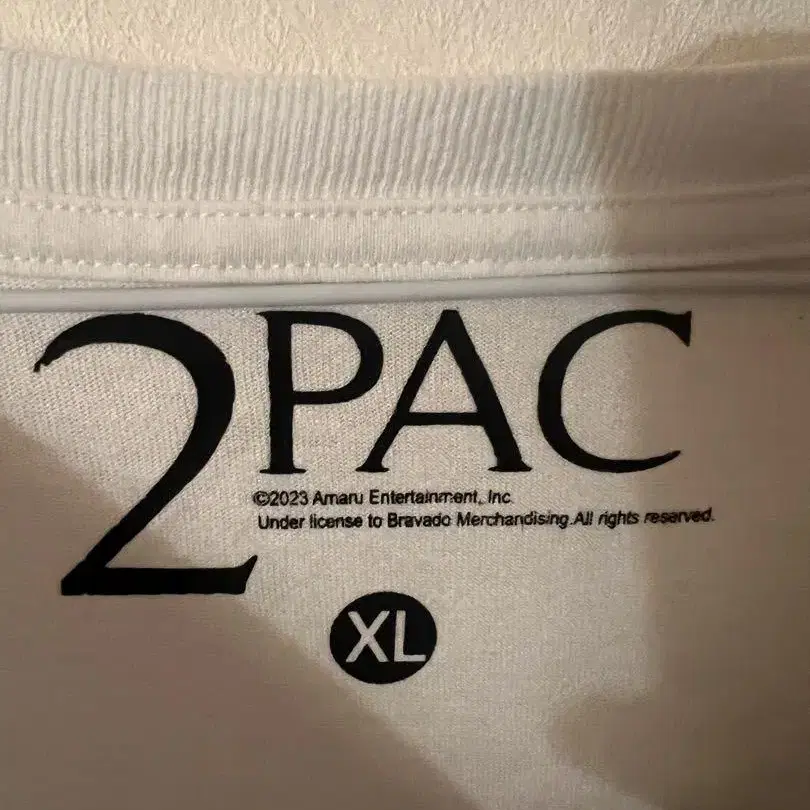 2PAC
©2023 Amaru Entertainment, Inc.
Under license to Bravado Merchandising.All rights reserved.
XL